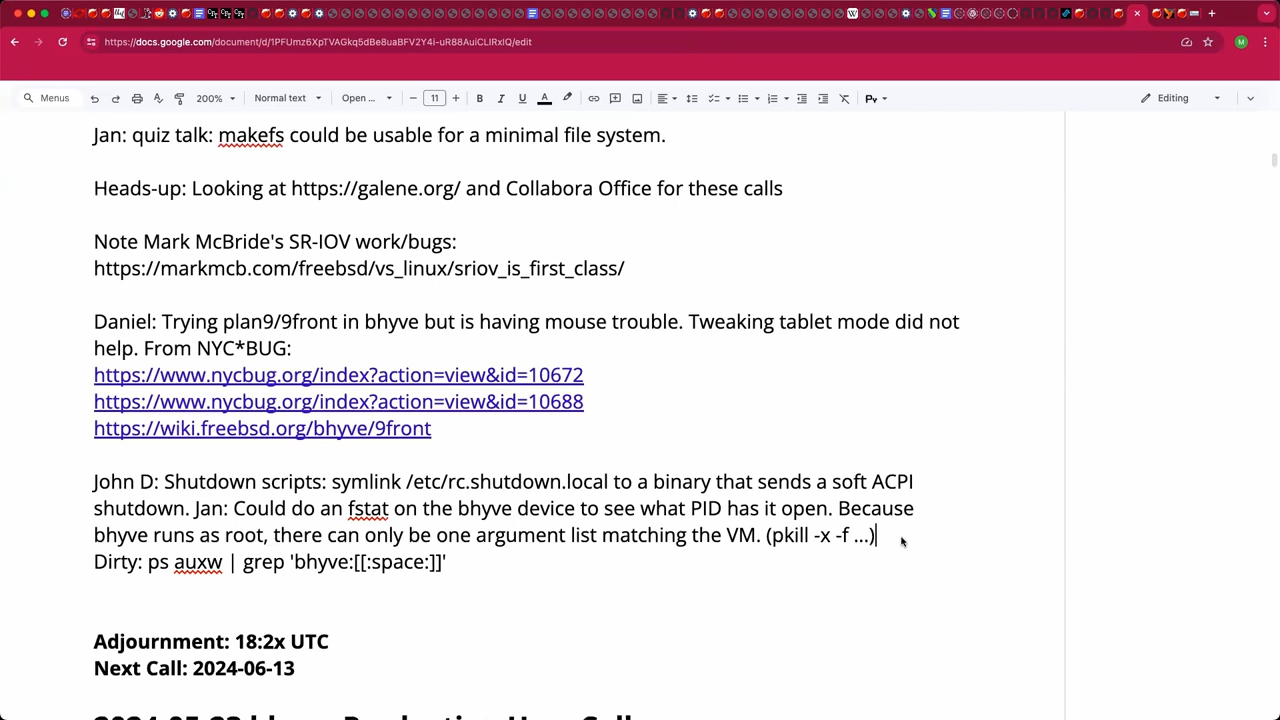 https://docs.google.com/document/d/1PFUmz6XpTVAGkq5dBe8uaBFV2Y4i-uR88AuiCLIRxIQ/edit
M
Menus
200%
Normal text
Open ...
11
B
I
U
A
Editing
Jan: quiz talk: makefs could be usable for a minimal file system.
Heads-up: Looking at https://galene.org/ and Collabora Office for these calls
Note Mark McBride's SR-IOV work/bugs:
https://markmcb.com/freebsd/vs_linux/sriov_is_first_class/
Daniel: Trying plan9/9front in bhyve but is having mouse trouble. Tweaking tablet mode did not
help. From NYC*BUG:
https://www.nycbug.org/index?action=view&id=10672
https://www.nycbug.org/index?action=view&id=10688
https://wiki.freebsd.org/bhyve/9front
John D: Shutdown scripts: symlink /etc/rc.shutdown.local to a binary that sends a soft ACPI
shutdown. Jan: Could do an fstat on the bhyve device to see what PID has it open. Because
bhyve runs as root, there can only be one argument list matching the VM. (pkill -x -f ...)
Dirty: ps auxw | grep 'bhyve:[[:space:]]'
Adjournment: 18:2x UTC
Next Call: 2024-06-13